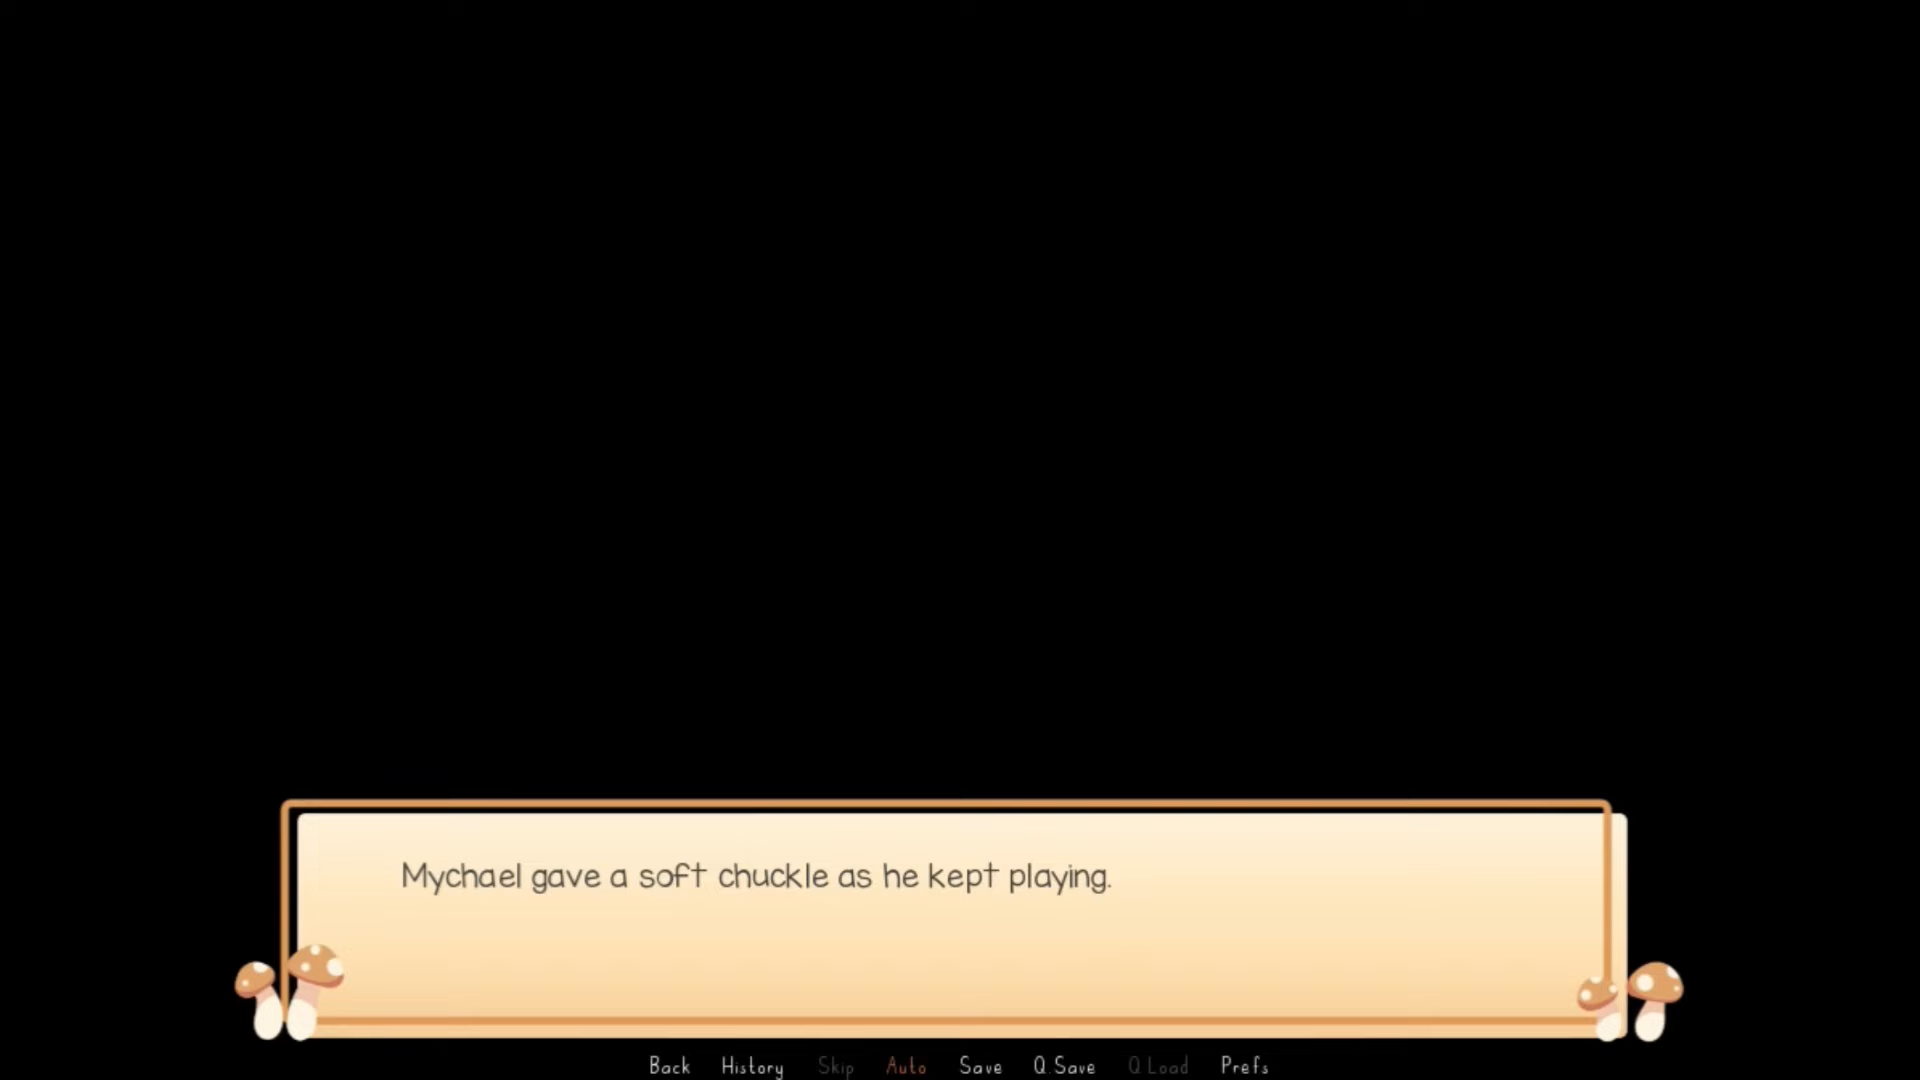 Mychael gave a soft chuckle as he kept playing.
Back History Skip Auto Save Q.Save Q.Load Prefs